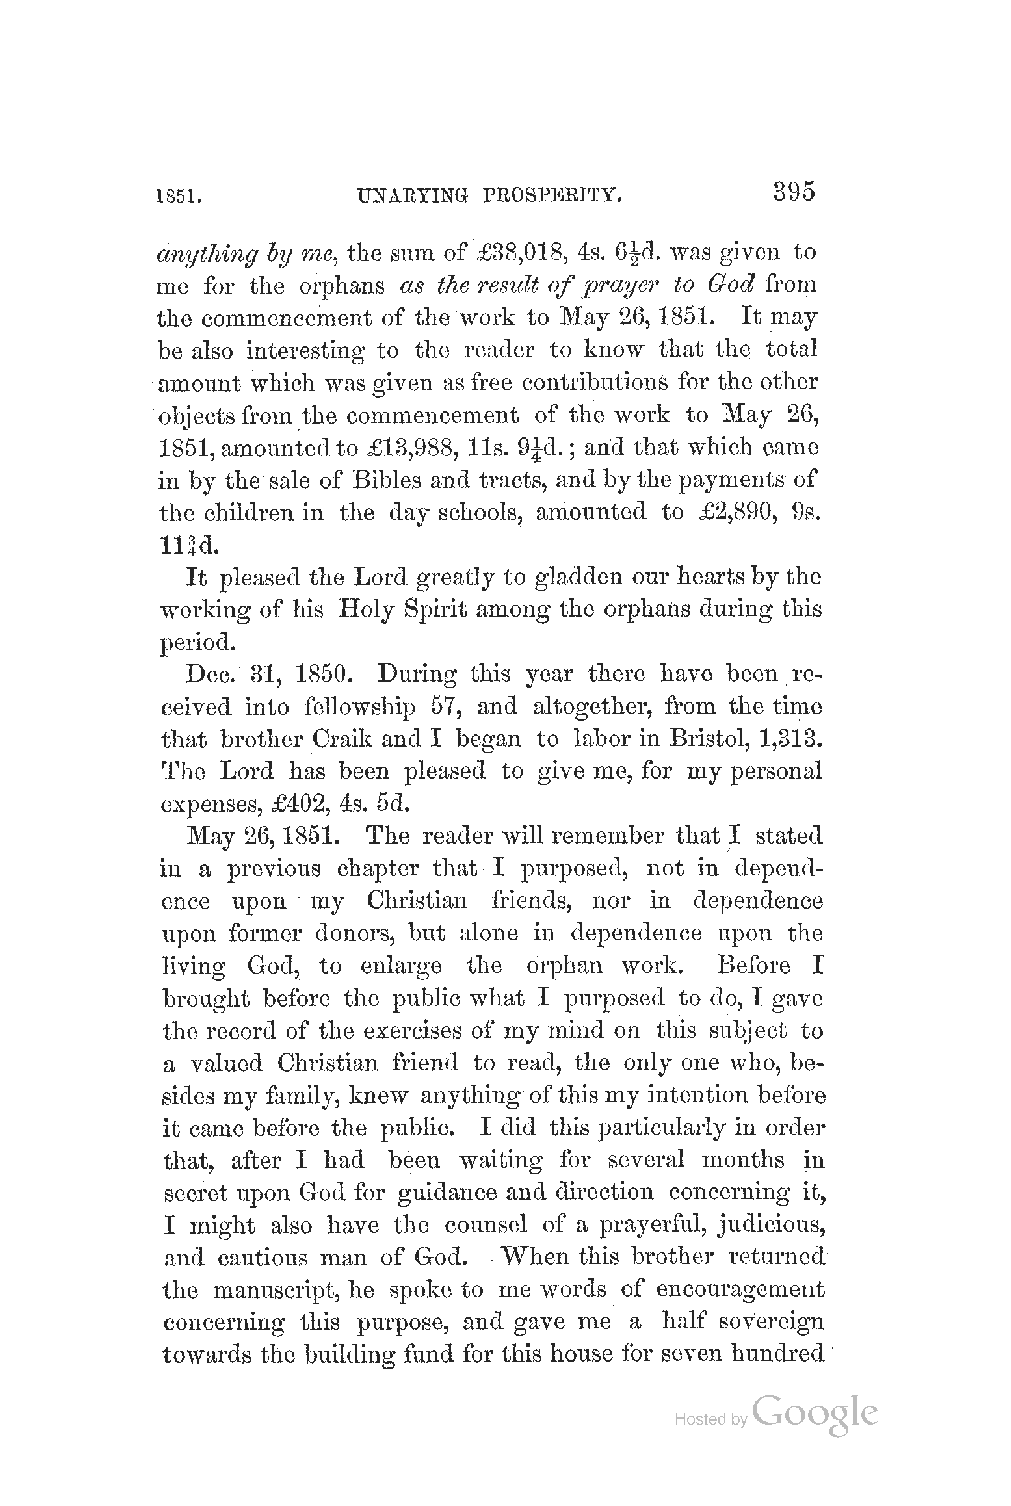 1851. UNARYING PROSPERITY. 395
anything by me, the sum of £38,018, 4s. 6½d. was given to
me for the orphans as the result of prayer to God from
the commencement of the work to May 26, 1851. It may
be also interesting to the reader to know that the total
amount which was given as free contributions for the other
objects from the commencement of the work to May 26,
1851, amounted to £13,988, 11s. 9¼d.; and that which came
in by the sale of Bibles and tracts, and by the payments of
the children in the day schools, amounted to £2,890, 9s.
11¾d.
It pleased the Lord greatly to gladden our hearts by the
working of his Holy Spirit among the orphans during this
period.
Dec. 31, 1850. During this year there have been re-
ceived into fellowship 57, and altogether, from the time
that brother Craik and I began to labor in Bristol, 1,313.
The Lord has been pleased to give me, for my personal
expenses, £402, 4s. 5d.
May 26, 1851. The reader will remember that I stated
in a previous chapter that I purposed, not in depend-
ence upon my Christian friends, nor in dependence
upon former donors, but alone in dependence upon the
living God, to enlarge the orphan work. Before I
brought before the public what I purposed to do, I gave
the record of the exercises of my mind on this subject to
a valued Christian friend to read, the only one who, be-
sides my family, knew anything of this my intention before
it came before the public. I did this particularly in order
that, after I had been waiting for several months in
secret upon God for guidance and direction concerning it,
I might also have the counsel of a prayerful, judicious,
and cautious man of God. When this brother returned
the manuscript, he spoke to me words of encouragement
concerning this purpose, and gave me a half sovereign
towards the building fund for this house for seven hundred
Hosted by Google